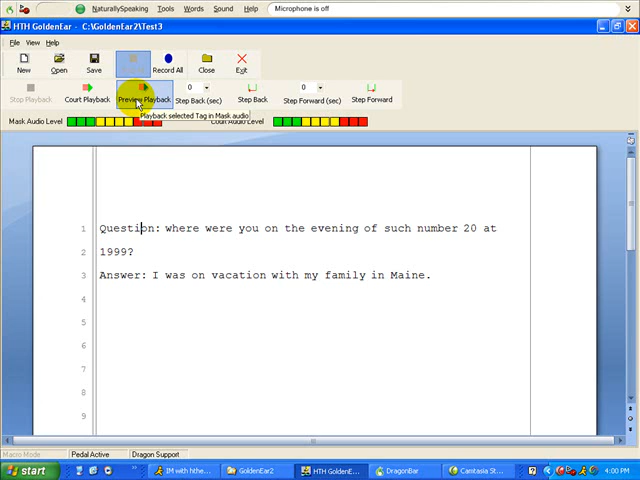 NaturallySpeaking Tools Words Sound Help Microphone is off
HTH GoldenEar - C:\GoldenEar2\Test3
File View Help
New Open Save Record All Close Exit
Stop Playback Court Playback Preview Playback 0 Step Back (sec) Step Back 0 Step Forward (sec) Step Forward
Playback selected Tag in Mask audio
Mask Audio Level Court Audio Level
1 Question: where were you on the evening of such number 20 at
2 1999?
3 Answer: I was on vacation with my family in Maine.
4
5
6
7
8
9
Macro Mode Pedal Active Dragon Support
start IM with hthe... GoldenEar2 HTH GoldenE... DragonBar Camtasia St... 4:00 PM